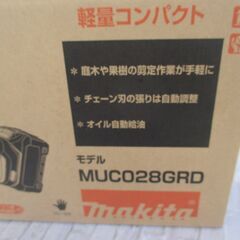 軽量コンパクト
＊庭木や果樹の剪定作業が手軽に
＊チェーン刃の張りは自動調整
＊オイル自動給油
モデル
MUC028GRD
makita